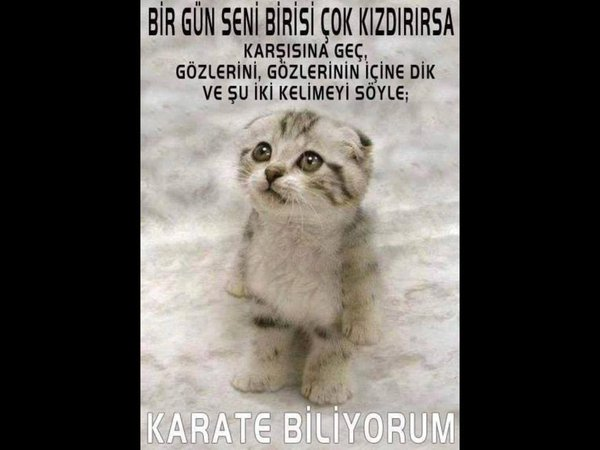 BİR GÜN SENİ BİRİSİ ÇOK KIZDIRIRSA
KARŞISINA GEÇ,
GÖZLERİNİ, GÖZLERİNİN İÇİNE DİK
VE ŞU İKİ KELİMEYİ SÖYLE;
KARATE BİLİYORUM